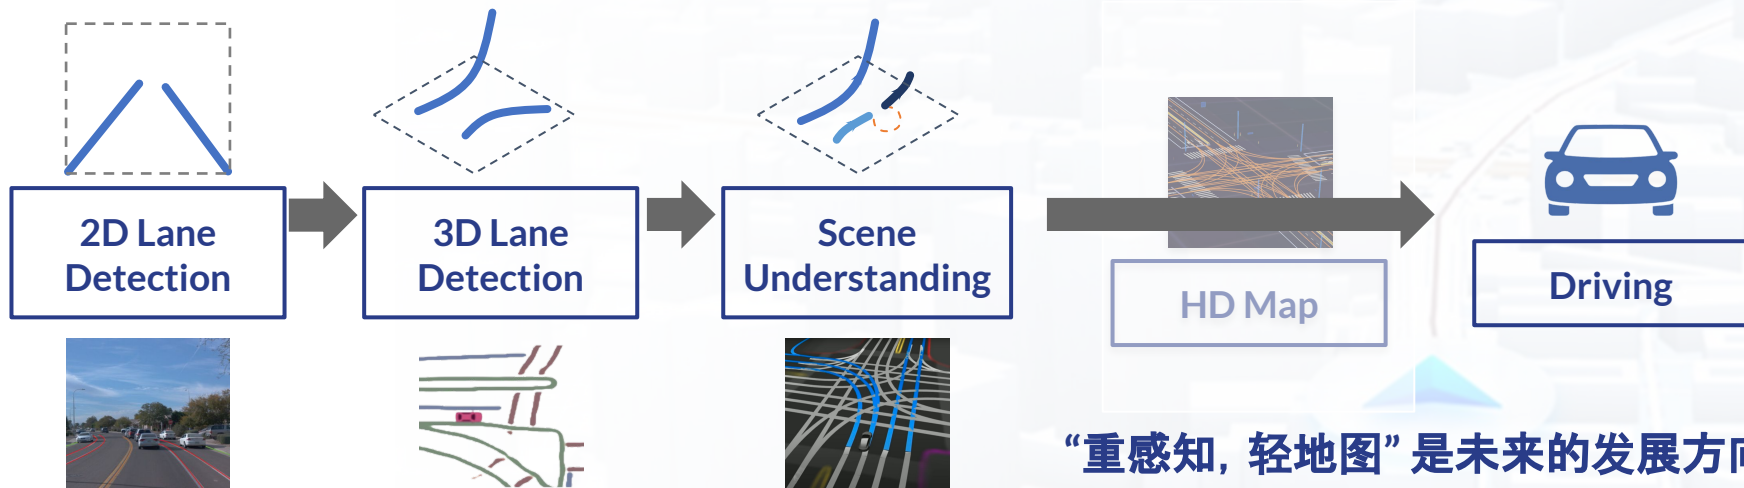 2D Lane
Detection
3D Lane
Detection
Scene
Understanding
HD Map
Driving
“重感知, 轻地图” 是未来的发展方向